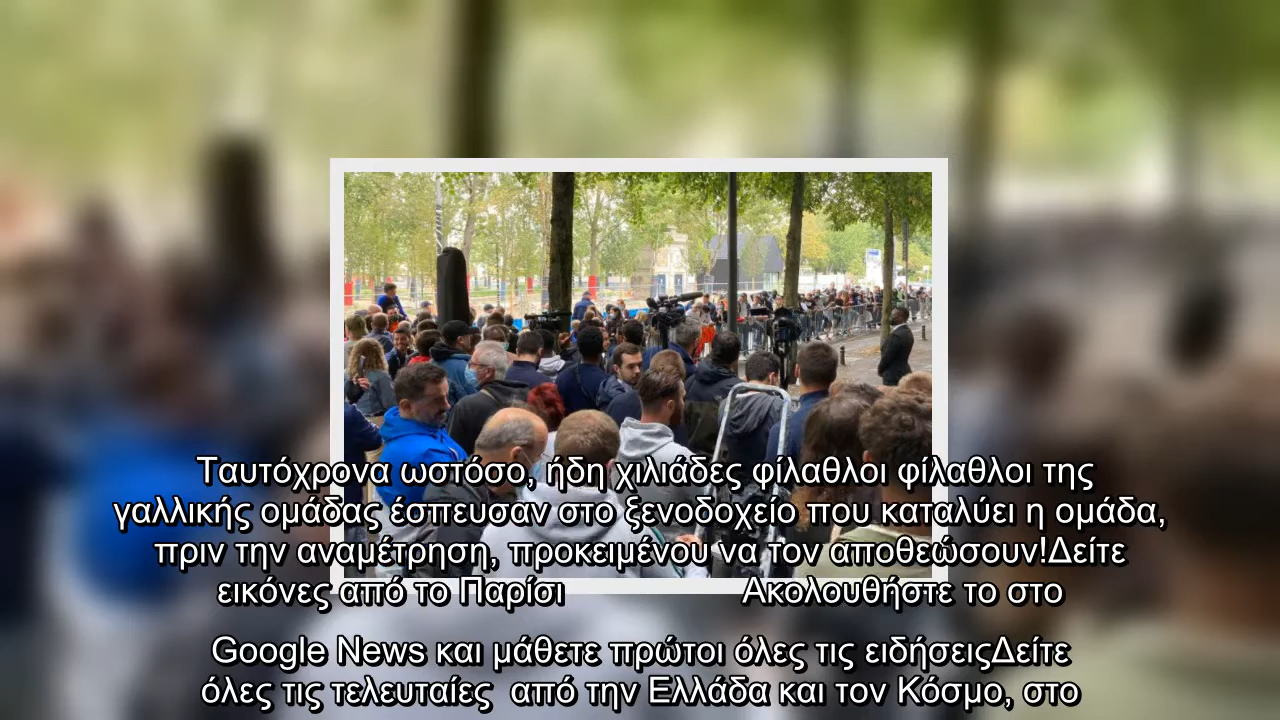 Ταυτόχρονα ωστόσο, ήδη χιλιάδες φίλαθλοι φίλαθλοι της
γαλλικής ομάδας έσπευσαν στο ξενοδοχείο που καταλύει η ομάδα,
πριν την αναμέτρηση, προκειμένου να τον αποθεώσουν!Δείτε
εικόνες από το Παρίσι Ακολουθήστε το στο
Google News και μάθετε πρώτοι όλες τις ειδήσειςΔείτε
όλες τις τελευταίες από την Ελλάδα και τον Κόσμο, στο